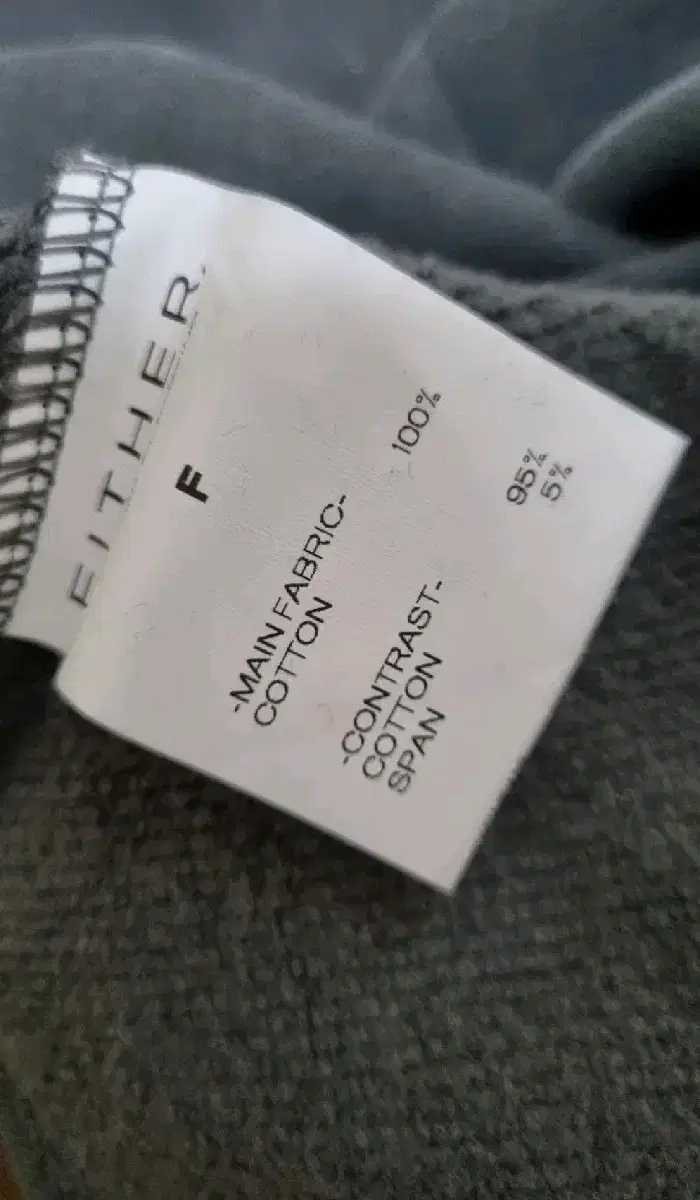 EITHER.
F
-MAIN FABRIC-
COTTON 100%
-CONTRAST-
COTTON 95%
SPAN 5%